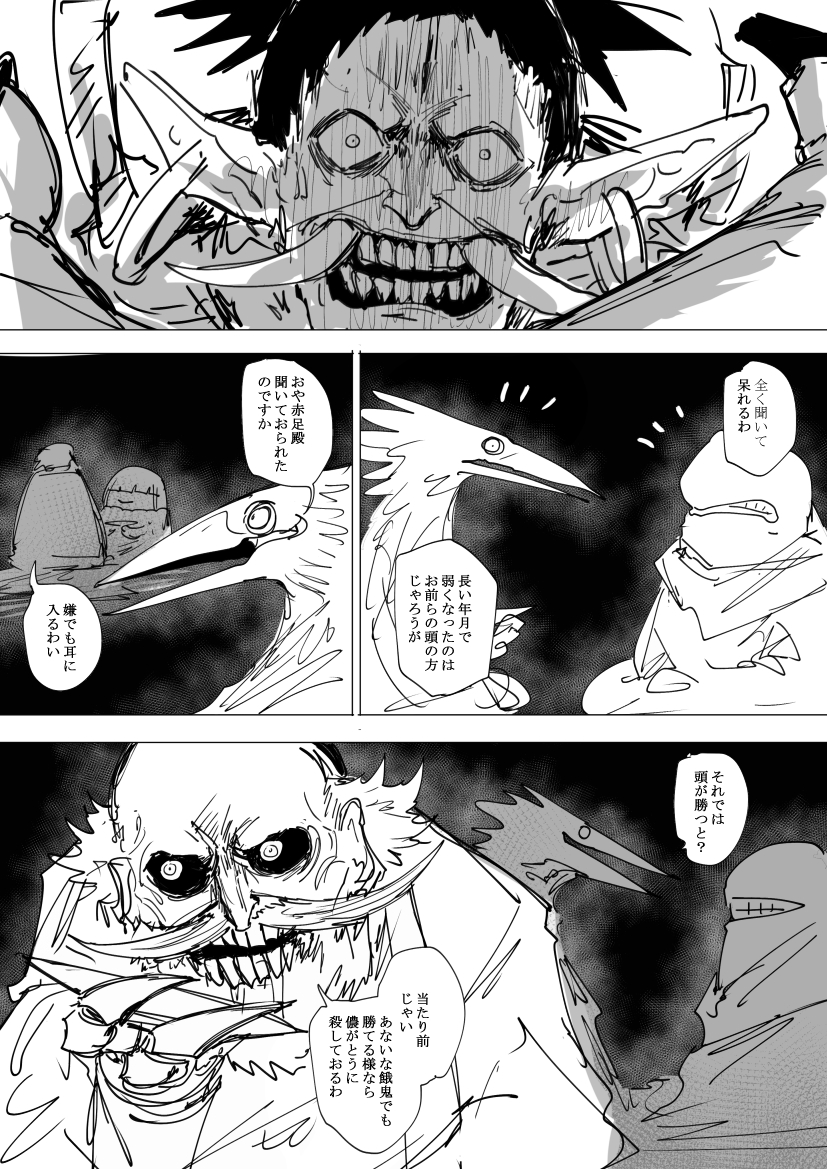 全く聞いて
呆れるわ
長い年月で
弱くなったのは
お前らの頭の方
じゃろうが
おや赤足殿
聞いておられた
のですか
嫌でも耳に
入るわい
それでは
頭が勝つと?
当たり前
じゃい
あないな餓鬼でも
勝てる様なら
儂がとうに
殺しておるわ